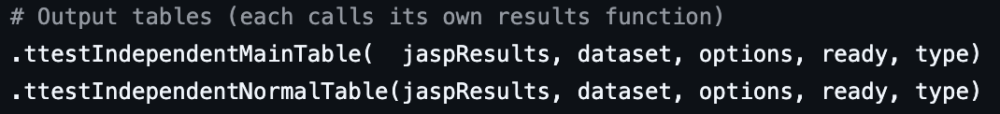 # Output tables (each calls its own results function)
.ttestIndependentMainTable(  jaspResults, dataset, options, ready, type)
.ttestIndependentNormalTable(jaspResults, dataset, options, ready, type)